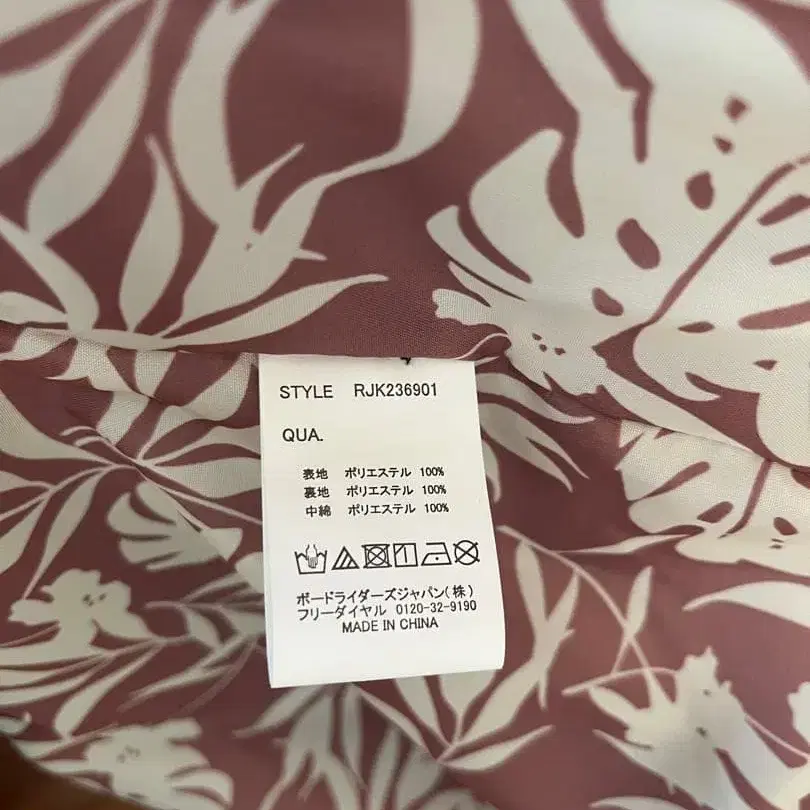 STYLE RJK236901
QUA.
表地 ポリエステル 100%
裏地 ポリエステル 100%
中綿 ポリエステル 100%
ボードライダーズジャパン(株)
フリーダイヤル 0120-32-9190
MADE IN CHINA